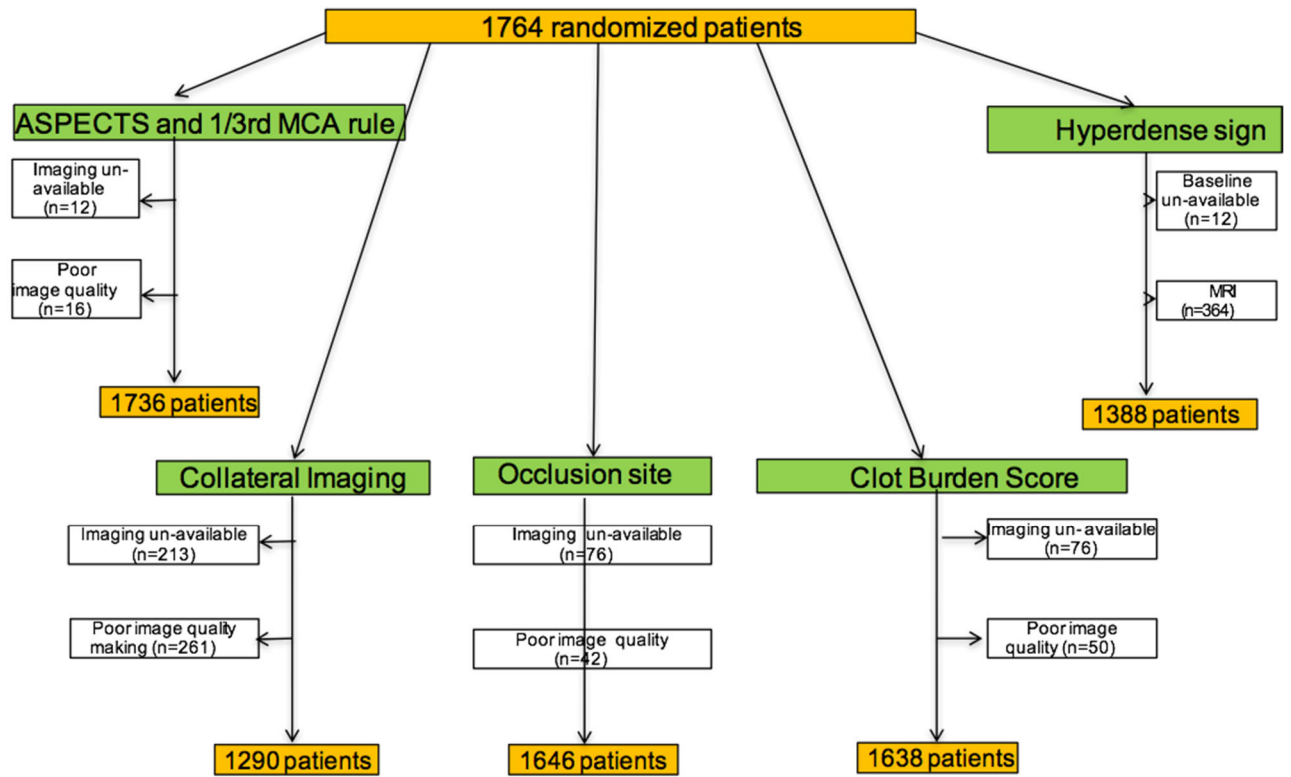 1764 randomized patients
ASPECTS and 1/3rd MCA rule
Imaging un-
available
(n=12)
Poor
image quality
(n=16)
1736 patients
Hyperdense sign
Baseline
un-available
(n=12)
MRI
(n=364)
1388 patients
Collateral Imaging
Imaging un-available
(n=213)
Poor image quality
making (n=261)
1290 patients
Occlusion site
Imaging un-available
(n=76)
Poor image quality
(n=42)
1646 patients
Clot Burden Score
Imaging un-available
(n=76)
Poor image
quality (n=50)
1638 patients